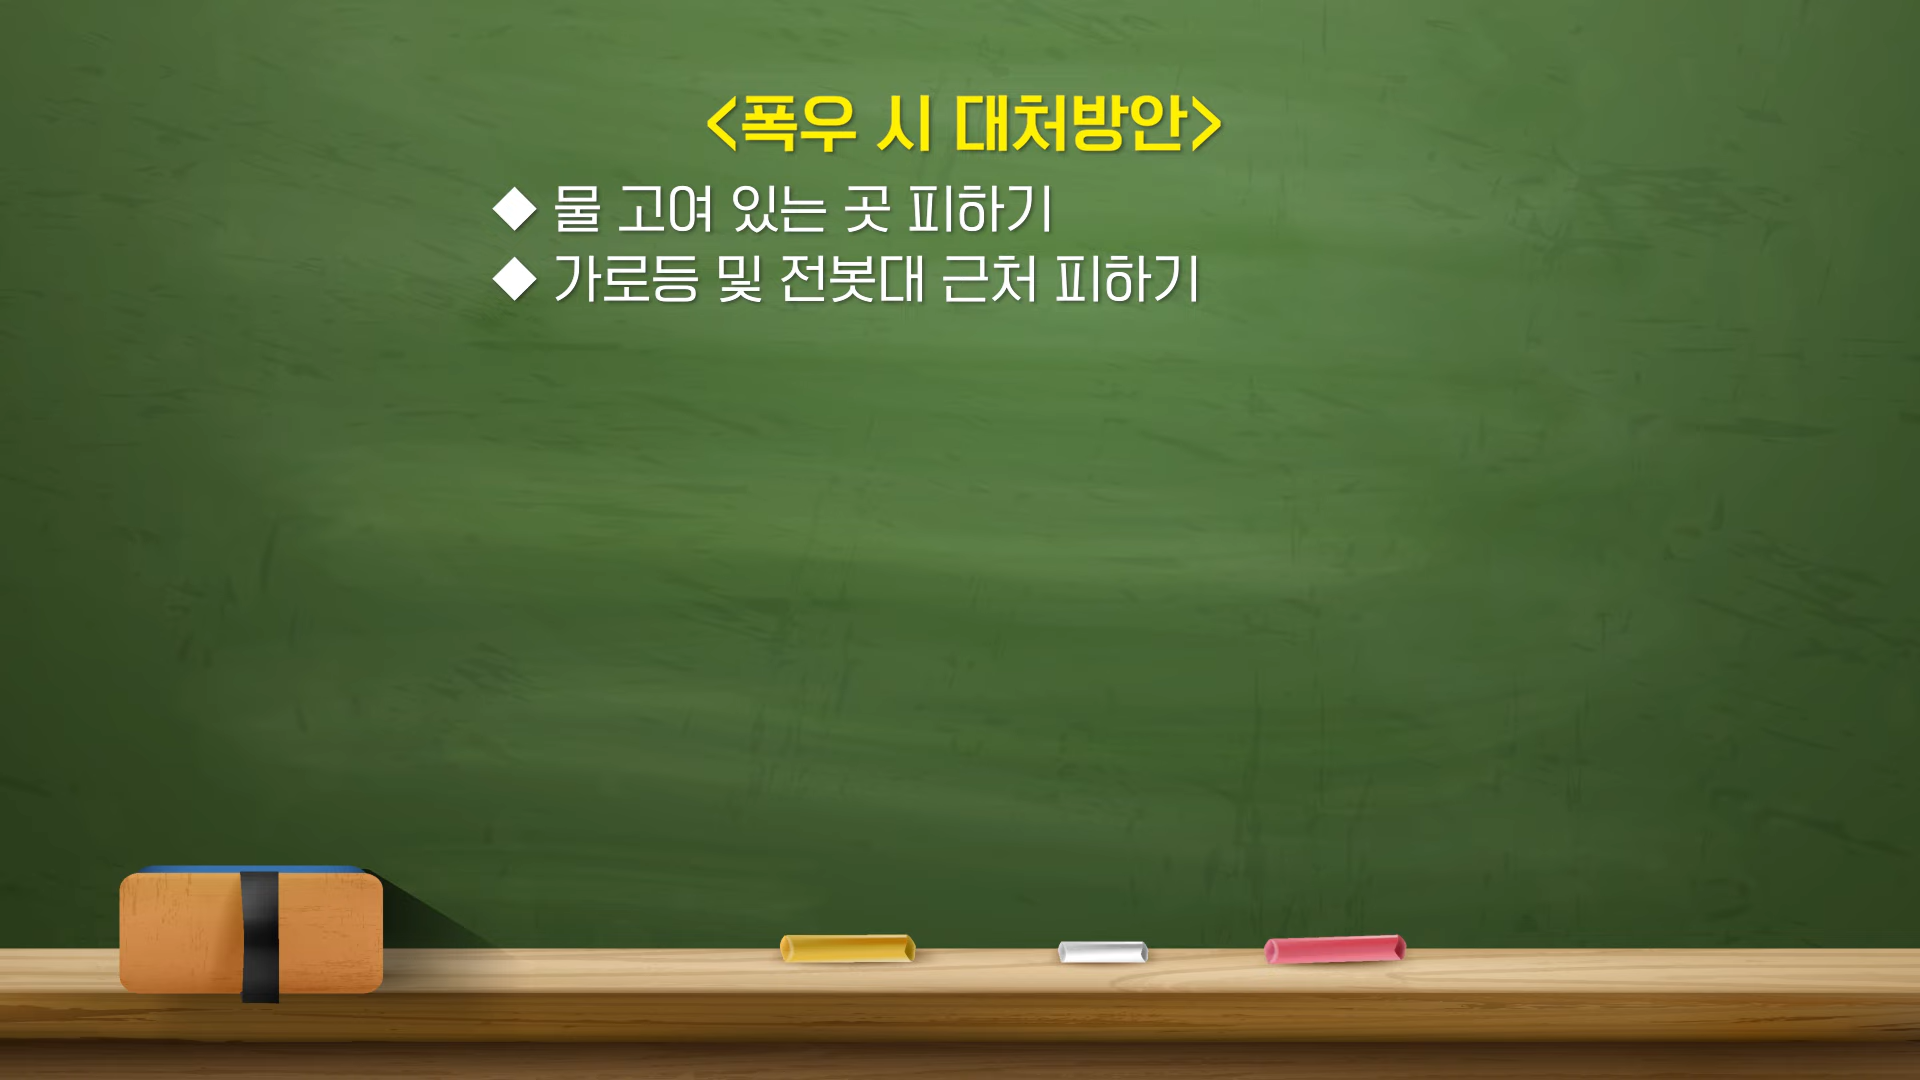 <폭우 시 대처방안>
◆ 물 고여 있는 곳 피하기
◆ 가로등 및 전봇대 근처 피하기